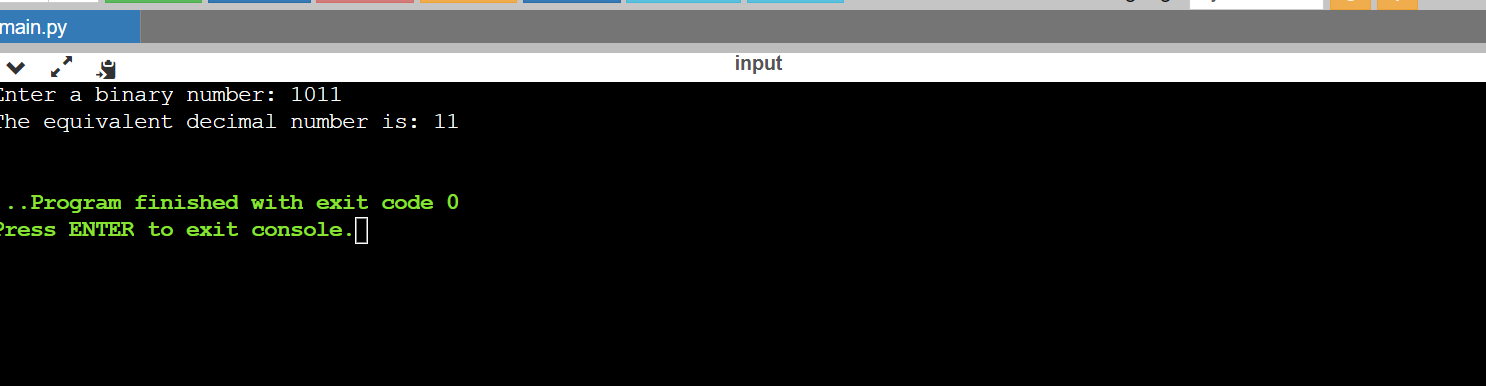 main.py
input
Enter a binary number: 1011
The equivalent decimal number is: 11
...Program finished with exit code 0
Press ENTER to exit console.